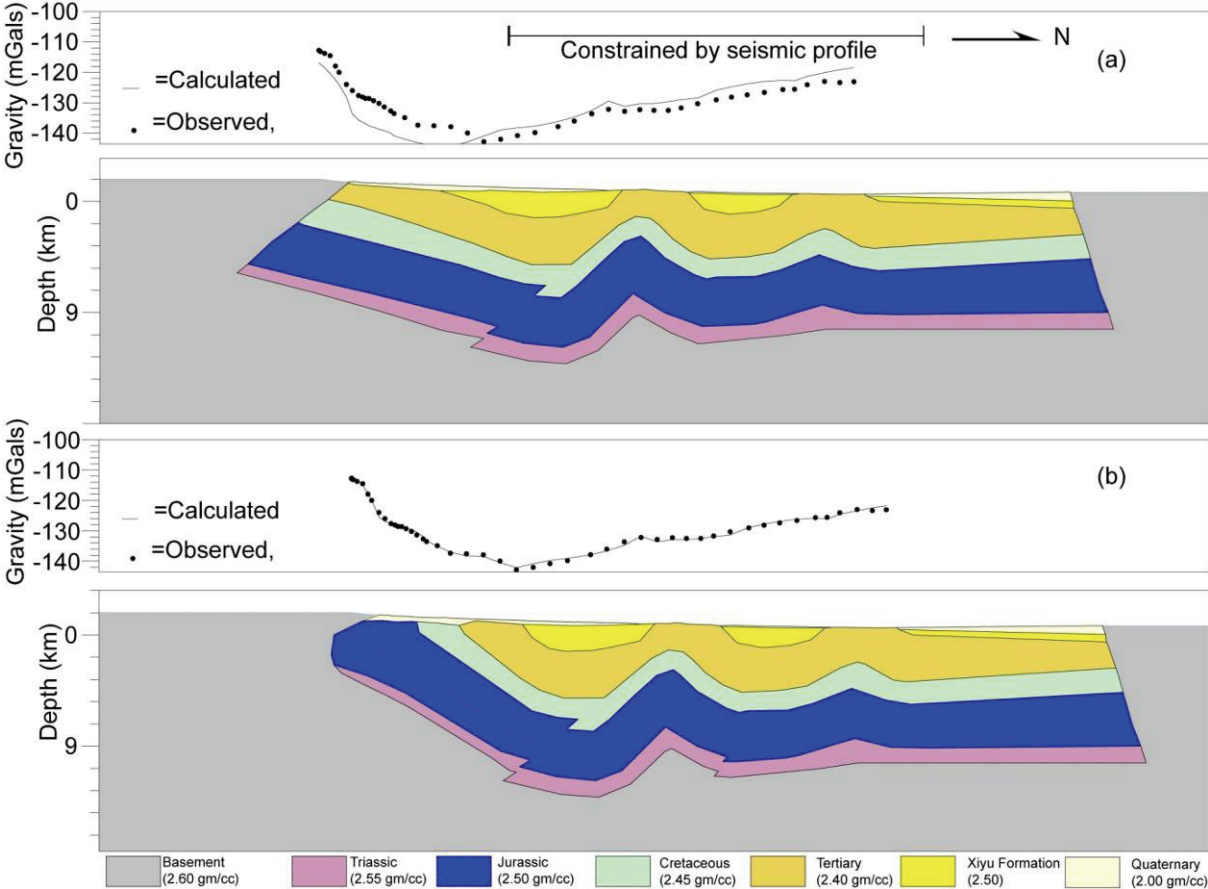 Gravity (mGals)
-100
-110
-120
-130
-140
=Calculated
=Observed,
Constrained by seismic profile
N
(a)
Depth (km)
0
9
Gravity (mGals)
-100
-110
-120
-130
-140
=Calculated
=Observed,
(b)
Depth (km)
0
9
Basement
(2.60 gm/cc)
Triassic
(2.55 gm/cc)
Jurassic
(2.50 gm/cc)
Cretaceous
(2.45 gm/cc)
Tertiary
(2.40 gm/cc)
Xiyu Formation
(2.50)
Quaternary
(2.00 gm/cc)